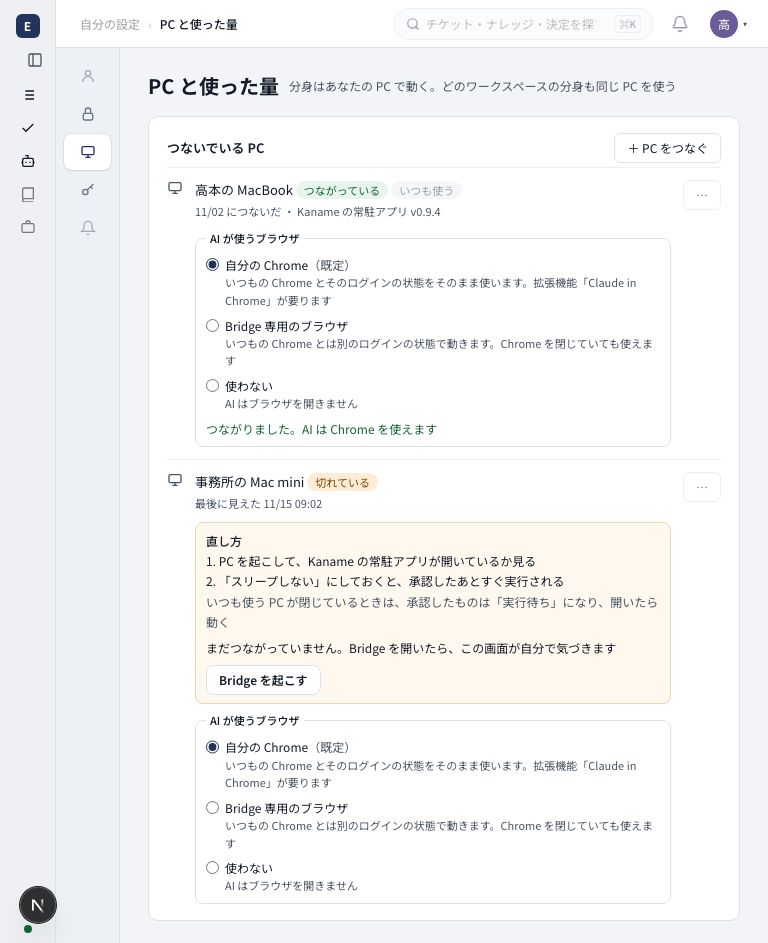 E
自分の設定 › PC と使った量
チケット・ナレッジ・決定を探す
⌘K
高
PC と使った量 分身はあなたの PC で動く。どのワークスペースの分身も同じ PC を使う
つないでいる PC
＋ PC をつなぐ
高本の MacBook つながっている いつも使う
…
11/02 につないだ ・ Kaname の常駐アプリ v0.9.4
AI が使うブラウザ
自分の Chrome（既定）
いつもの Chrome とそのログインの状態をそのまま使います。拡張機能「Claude in
Chrome」が要ります
Bridge 専用のブラウザ
いつもの Chrome とは別のログインの状態で動きます。Chrome を閉じていても使えま
す
使わない
AI はブラウザを開きません
つながりました。AI は Chrome を使えます
事務所の Mac mini 切れている
…
最後に見えた 11/15 09:02
直し方
1. PC を起こして、Kaname の常駐アプリが開いているか見る
2. 「スリープしない」にしておくと、承認したあとすぐ実行される
いつも使う PC が閉じているときは、承認したものは「実行待ち」になり、開いたら
動く
まだつながっていません。Bridge を開いたら、この画面が自分で気づきます
Bridge を起こす
AI が使うブラウザ
自分の Chrome（既定）
いつもの Chrome とそのログインの状態をそのまま使います。拡張機能「Claude in
Chrome」が要ります
Bridge 専用のブラウザ
いつもの Chrome とは別のログインの状態で動きます。Chrome を閉じていても使えま
す
使わない
AI はブラウザを開きません
N